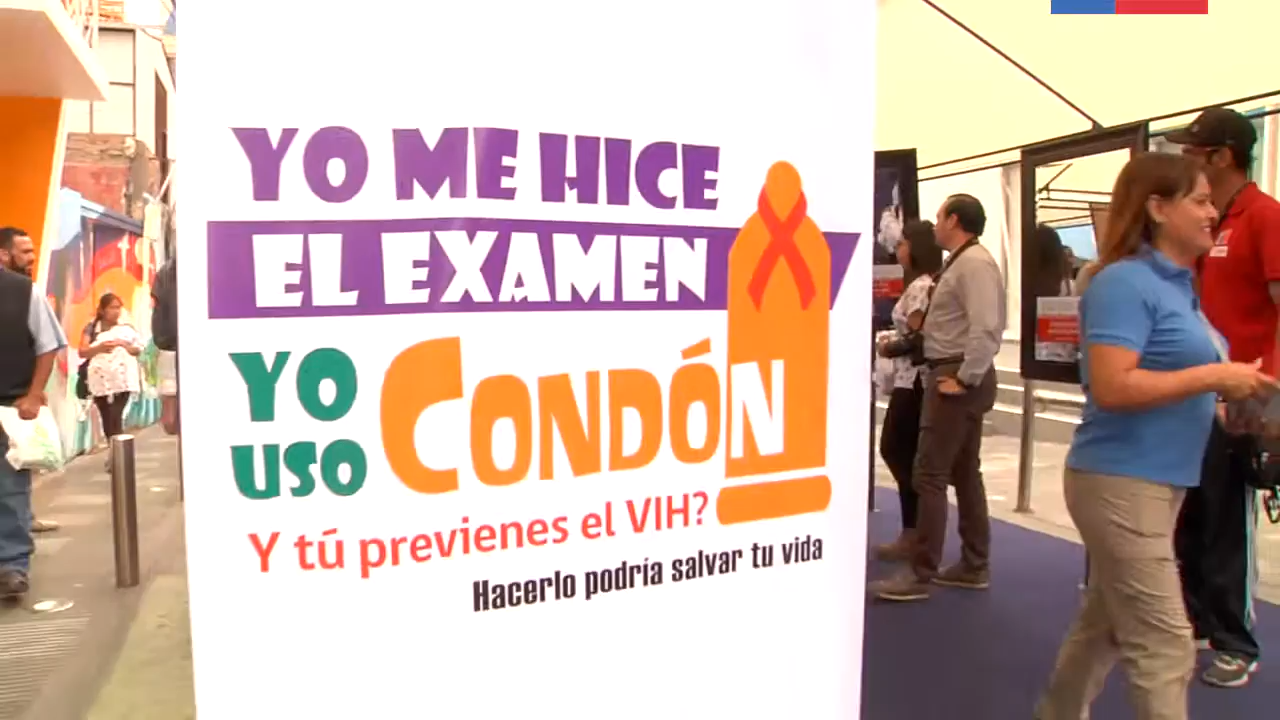 YO ME HICE
EL EXAMEN
YO
USO
CONDÓN
Y tú previenes el VIH?
Hacerlo podría salvar tu vida